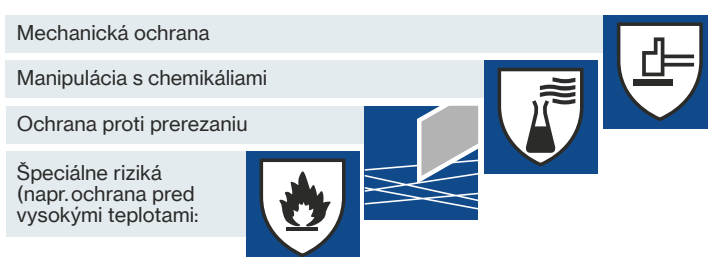 Mechanická ochrana
Manipulácia s chemikáliami
Ochrana proti prerezaniu
Špeciálne riziká
(napr. ochrana pred
vysokými teplotami: